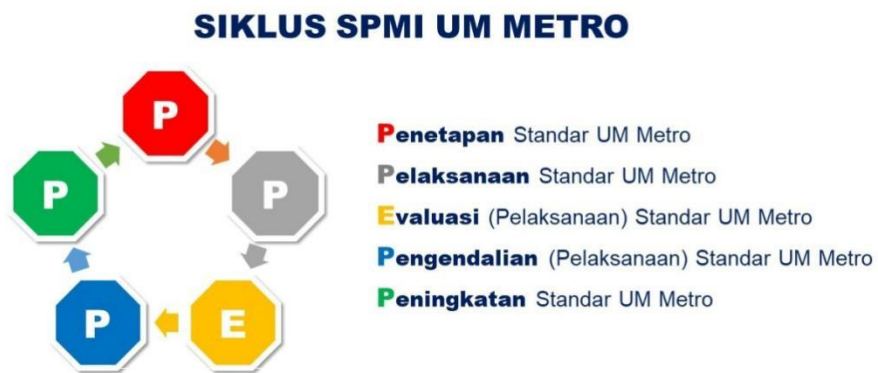 SIKLUS SPMI UM METRO
P
P
P
P
E
Penetapan Standar UM Metro
Pelaksanaan Standar UM Metro
Evaluasi (Pelaksanaan) Standar UM Metro
Pengendalian (Pelaksanaan) Standar UM Metro
Peningkatan Standar UM Metro